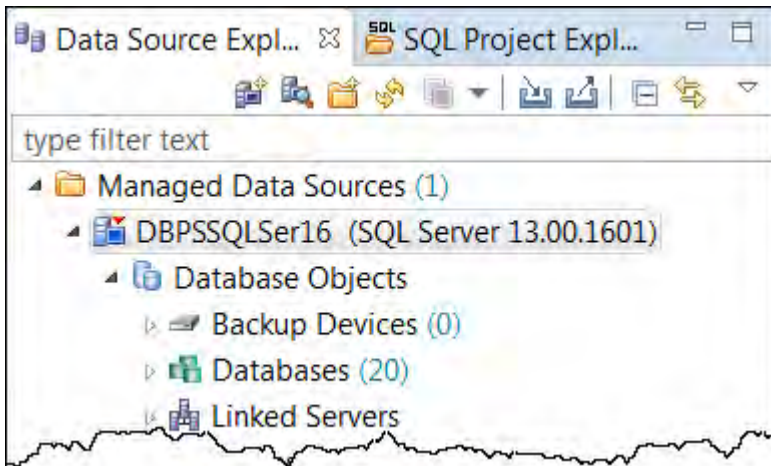 Data Source Expl... SQL Project Expl...
type filter text
Managed Data Sources (1)
DBPSSQLSer16 (SQL Server 13.00.1601)
Database Objects
Backup Devices (0)
Databases (20)
Linked Servers